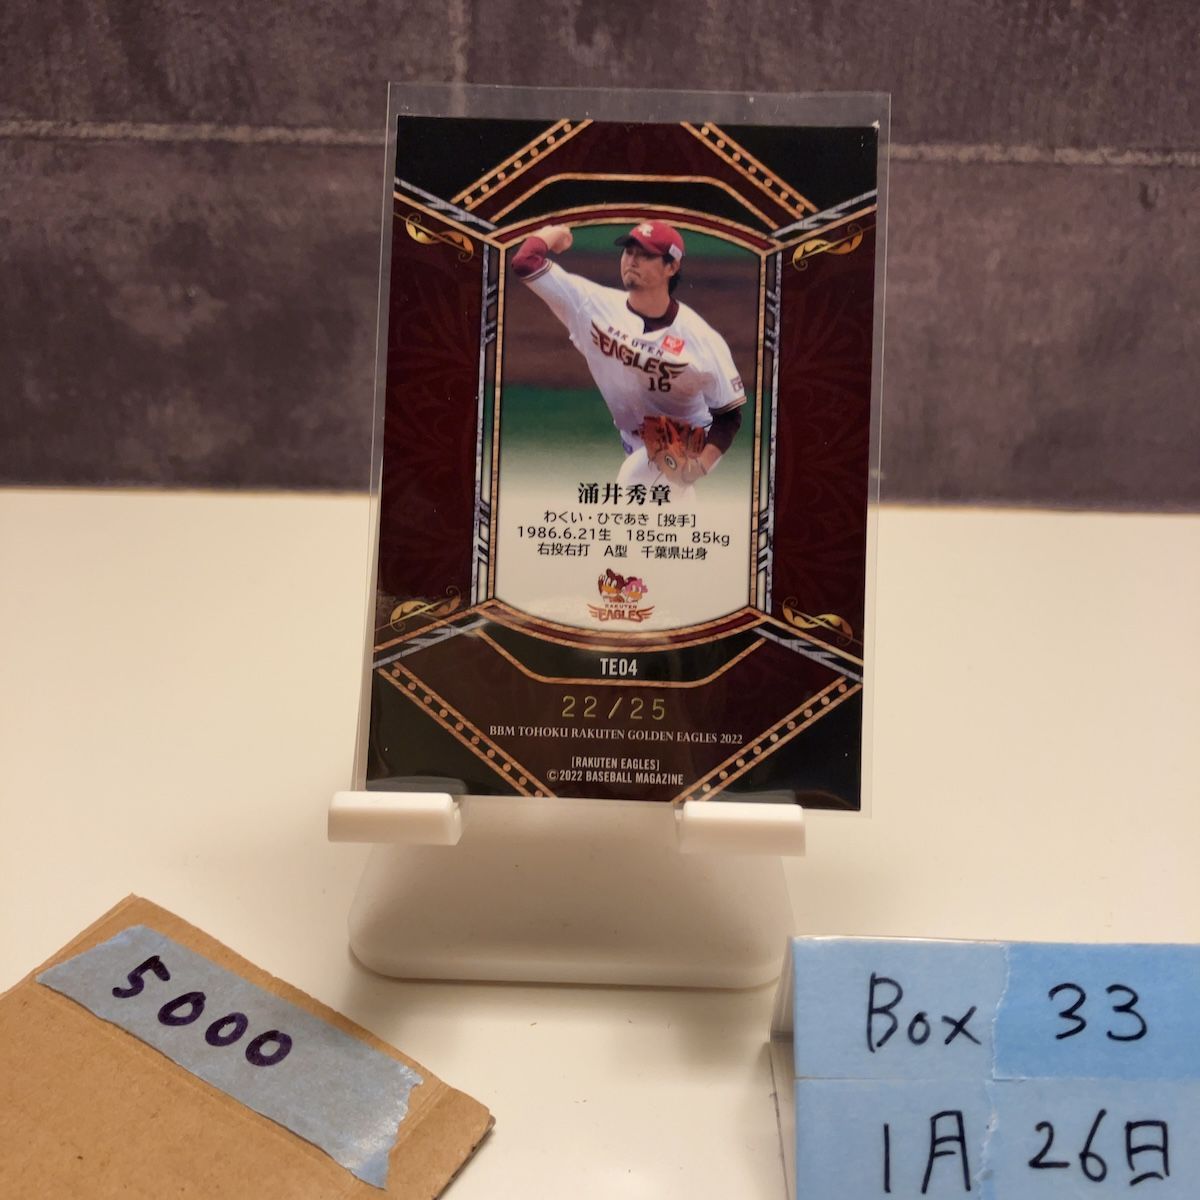 RAKUTEN
EAGLES
16
涌井秀章
わくい・ひであき [投手]
1986.6.21生 185cm 85kg
右投右打 A型 千葉県出身
RAKUTEN
EAGLES
TE04
22/25
BBM TOHOKU RAKUTEN GOLDEN EAGLES 2022
[RAKUTEN EAGLES]
©2022 BASEBALL MAGAZINE
5000
Box 33
1月 26日